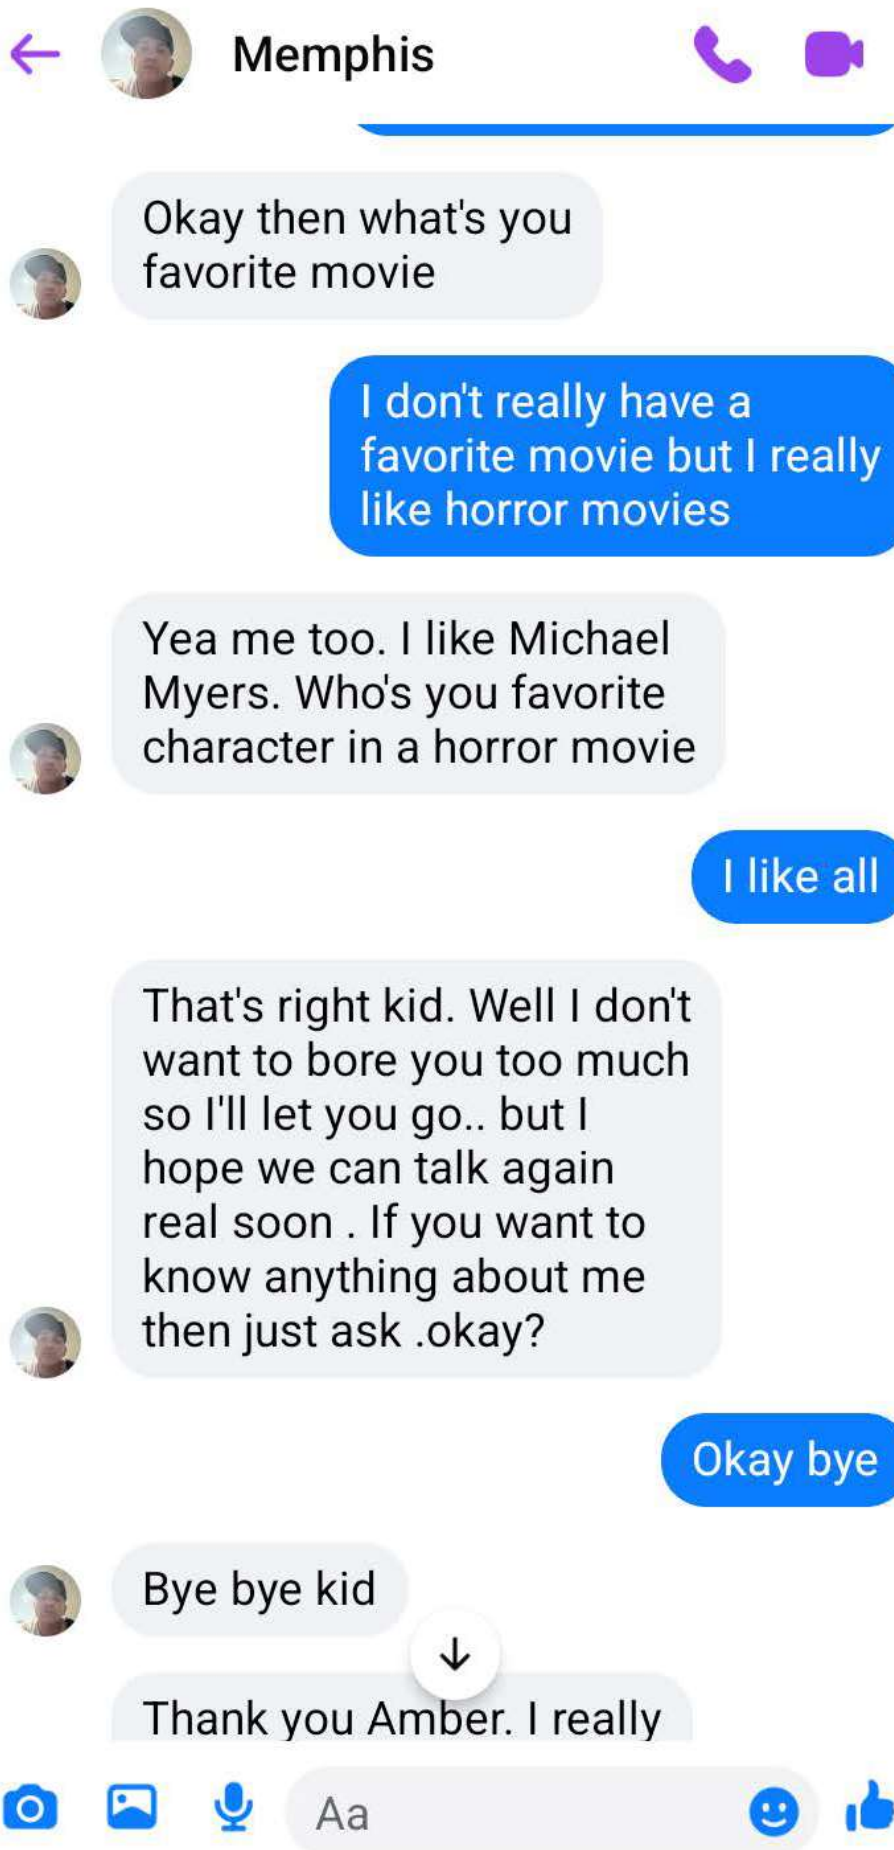 Memphis
Okay then what's you
favorite movie
I don't really have a
favorite movie but I really
like horror movies
Yea me too. I like Michael
Myers. Who's you favorite
character in a horror movie
I like all
That's right kid. Well I don't
want to bore you too much
so I'll let you go.. but I
hope we can talk again
real soon . If you want to
know anything about me
then just ask .okay?
Okay bye
Bye bye kid
Thank you Amber. I really
Aa